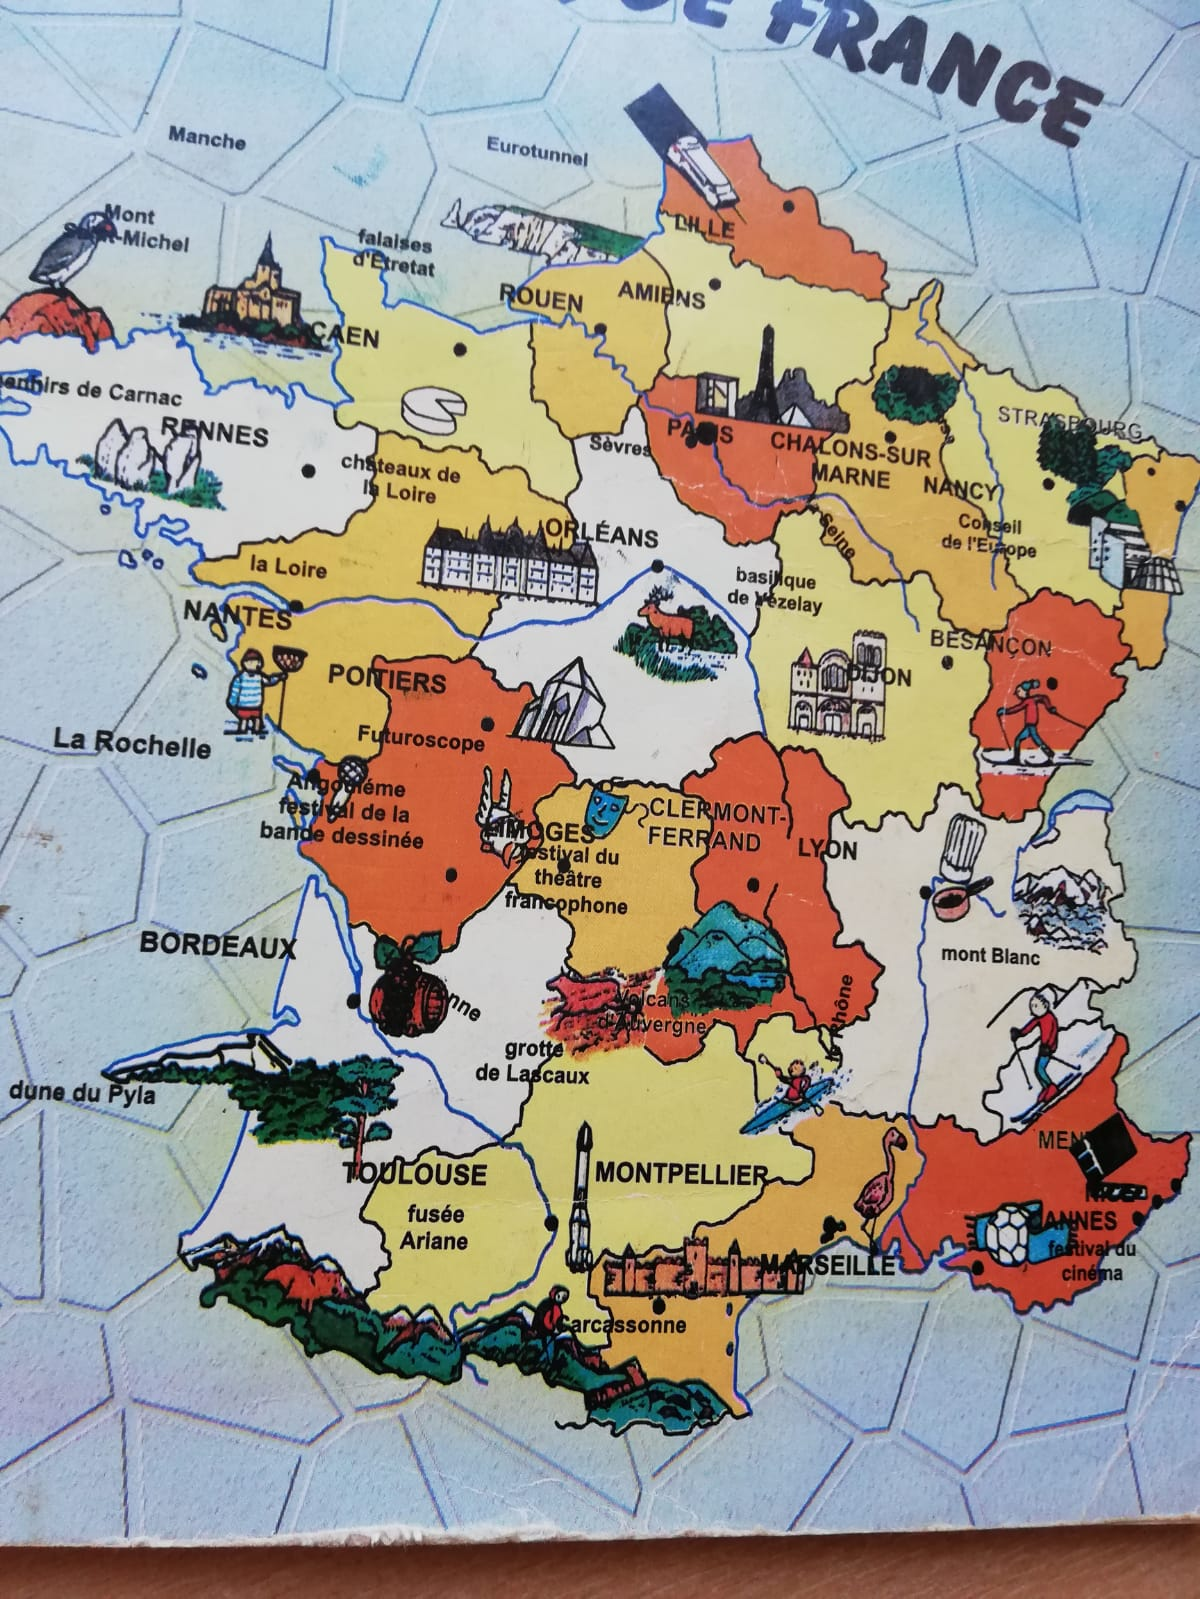 FRANCE
Manche
Eurotunnel
Mont
Saint-Michel
falaises
d'Etretat
LILLE
ROUEN
AMIENS
CAEN
menhirs de Carnac
RENNES
STRASBOURG
Sèvres
PARIS
CHALONS-SUR
MARNE
NANCY
châteaux de
la Loire
ORLÉANS
Seine
Conseil
de l'Europe
la Loire
basilique
de Vézelay
NANTES
BESANÇON
POITIERS
DIJON
La Rochelle
Futuroscope
Angoulême
festival de la
bande dessinée
LIMOGES
festival du
théâtre
francophone
CLERMONT-
FERRAND
LYON
BORDEAUX
mont Blanc
Volcans
d'Auvergne
Rhône
grotte
de Lascaux
dune du Pyla
TOULOUSE
MONTPELLIER
fusée
Ariane
CANNES
festival du
cinéma
MARSEILLE
Carcassonne